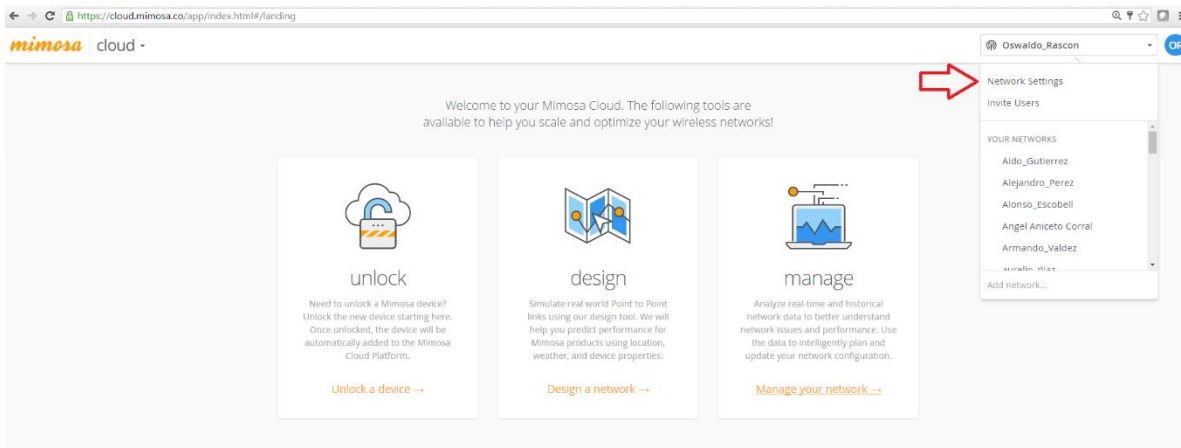 https://cloud.mimosa.co/app/index.html#/landing
mimosa cloud
Oswaldo_Rascon
OR
Network Settings
Invite Users
YOUR NETWORKS
Aldo_Gutierrez
Alejandro_Perez
Alonso_Escobell
Angel Aniceto Corral
Armando_Valdez
aurelio_diaz
Add network...
Welcome to your Mimosa Cloud. The following tools are
available to help you scale and optimize your wireless networks!
unlock
Need to unlock a Mimosa device?
Unlock the new device starting here.
Once unlocked, the device will be
automatically added to the Mimosa
Cloud Platform.
Unlock a device →
design
Simulate real world Point to Point
links using our design tool. We will
help you predict performance for
Mimosa products using location,
weather, and device properties.
Design a network →
manage
Analyze real-time and historical
network data to better understand
network issues and performance. Use
the data to intelligently plan and
update your network configuration.
Manage your network →